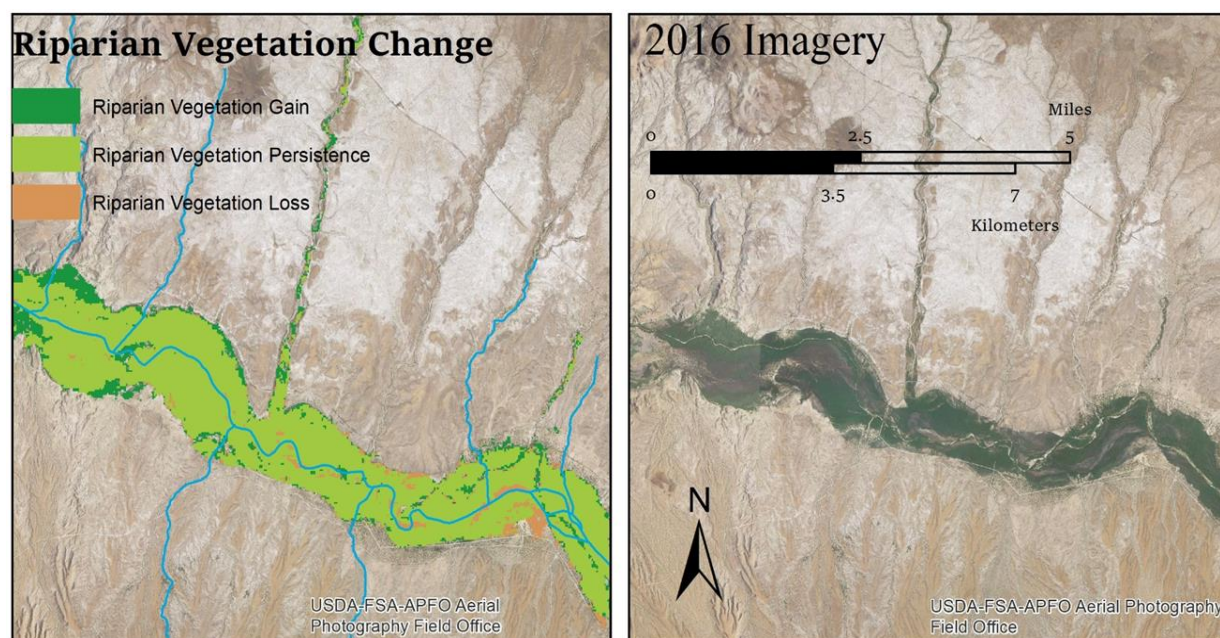 Riparian Vegetation Change
Riparian Vegetation Gain
Riparian Vegetation Persistence
Riparian Vegetation Loss
USDA-FSA-APFO Aerial
Photography Field Office
2016 Imagery
Miles
0 2.5 5
0 3.5 7
Kilometers
N
USDA-FSA-APFO Aerial Photography
Field Office